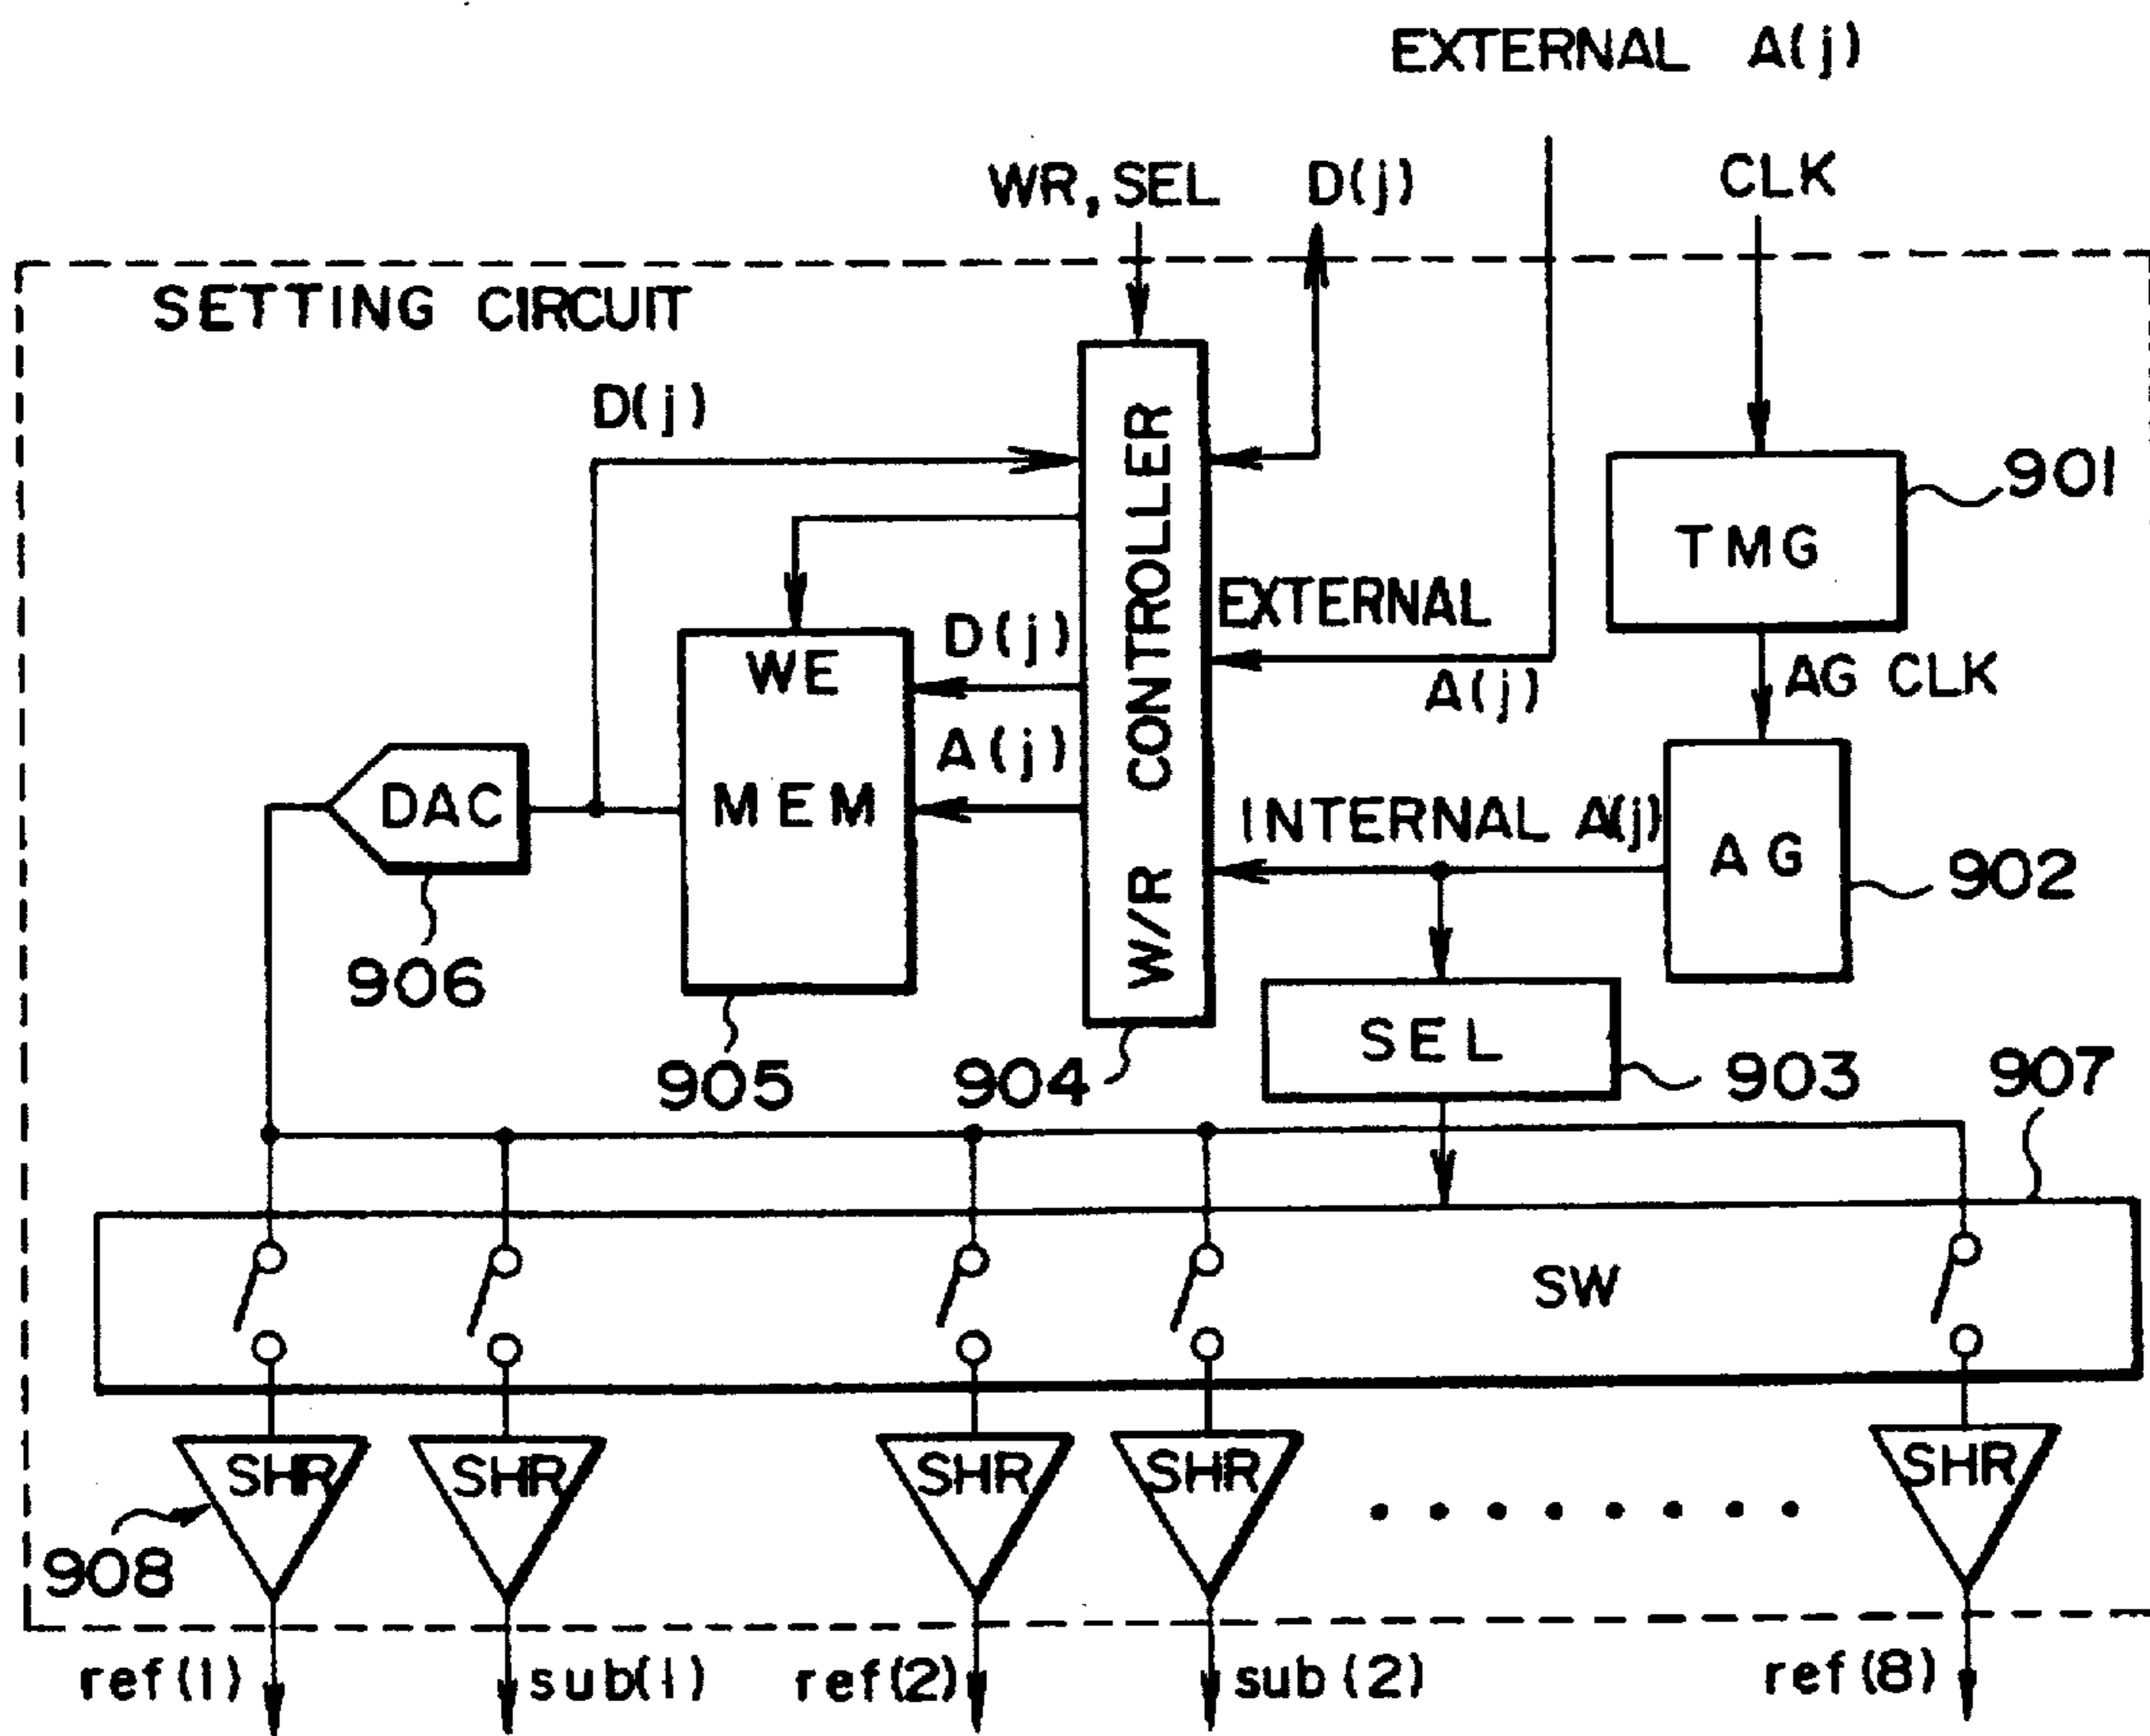 EXTERNAL A(j)
WR, SEL D(j) CLK
SETTING CIRCUIT
D(j)
901
TMG
W/R CONTROLLER
EXTERNAL
A(j)
AG CLK
WE
MEM
D(j)
A(j)
DAC
INTERNAL A(j)
AG
902
906
905
904
SEL
903
907
SW
SHR SHR SHR SHR SHR
908
ref(1) sub(1) ref(2) sub(2) ref(8)